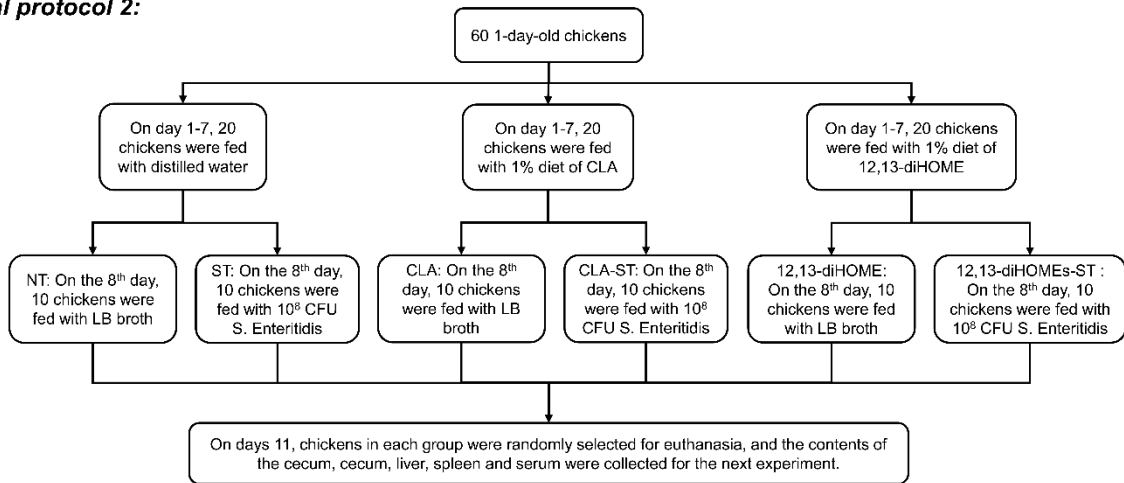 al protocol 2:
60 1-day-old chickens
On day 1-7, 20
chickens were fed
with distilled water
On day 1-7, 20
chickens were fed
with 1% diet of CLA
On day 1-7, 20 chickens
were fed with 1% diet of
12,13-diHOME
NT: On the 8th day,
10 chickens were
fed with LB broth
ST: On the 8th day,
10 chickens were
fed with 10⁸ CFU
S. Enteritidis
CLA: On the 8th
day, 10 chickens
were fed with LB
broth
CLA-ST: On the 8th
day, 10 chickens
were fed with 10⁸
CFU S. Enteritidis
12,13-diHOME:
On the 8th day, 10
chickens were fed
with LB broth
12,13-diHOMEs-ST :
On the 8th day, 10
chickens were fed with
10⁸ CFU S. Enteritidis
On days 11, chickens in each group were randomly selected for euthanasia, and the contents of
the cecum, cecum, liver, spleen and serum were collected for the next experiment.